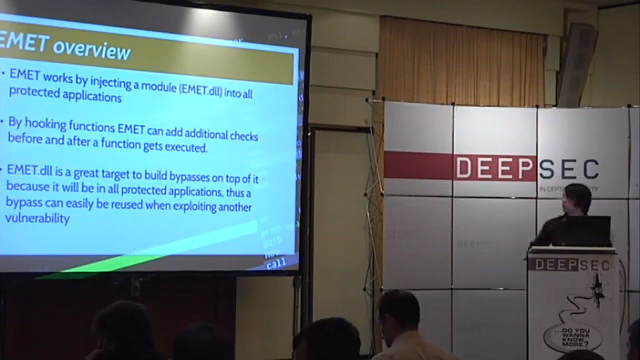 EMET overview
• EMET works by injecting a module (EMET.dll) into all
protected applications
• By hooking functions EMET can add additional checks
before and after a function gets executed.
• EMET.dll is a great target to build bypasses on top of it
because it will be in all protected applications, thus a
bypass can easily be reused when exploiting another
vulnerability
call
DEEPSEC
IN-DEPTH SECURITY
DEEPSEC
...DO YOU
WANNA
KNOW
MORE?